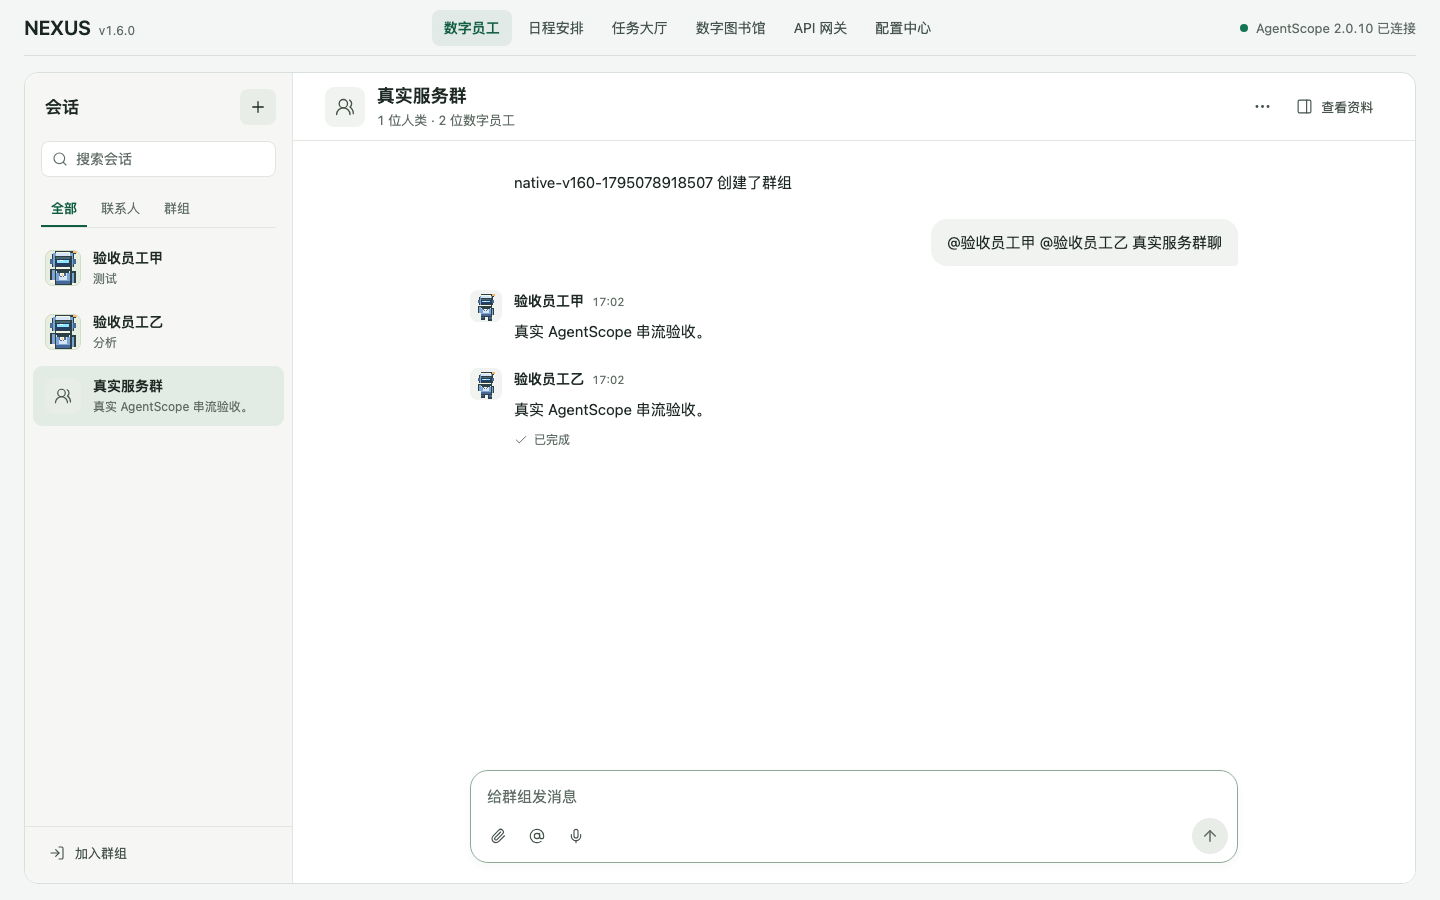 NEXUS v1.6.0
数字员工 日程安排 任务大厅 数字图书馆 API 网关 配置中心
AgentScope 2.0.10 已连接
会话
搜索会话
全部 联系人 群组
验收员工甲
测试
验收员工乙
分析
真实服务群
真实 AgentScope 串流验收。
加入群组
真实服务群
1 位人类 · 2 位数字员工
查看资料
native-v160-1795078918507 创建了群组
@验收员工甲 @验收员工乙 真实服务群聊
验收员工甲 17:02
真实 AgentScope 串流验收。
验收员工乙 17:02
真实 AgentScope 串流验收。
已完成
给群组发消息